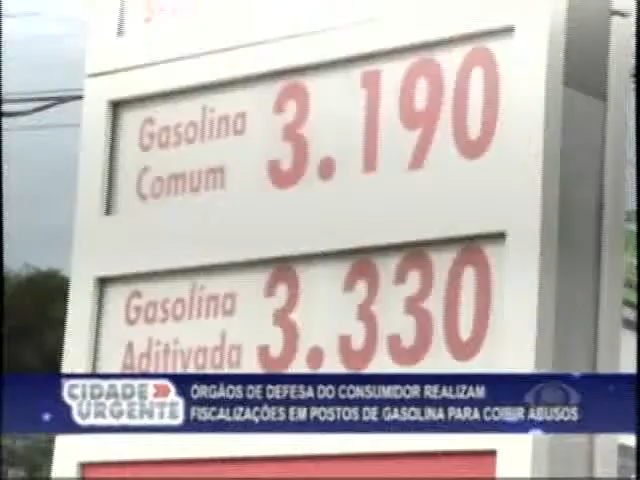 Gasolina
Comum
3.190
Gasolina
Aditivada
3.330
CIDADE
URGENTE
ÓRGÃOS DE DEFESA DO CONSUMIDOR REALIZAM
FISCALIZAÇÕES EM POSTOS DE GASOLINA PARA COIBIR ABUSOS